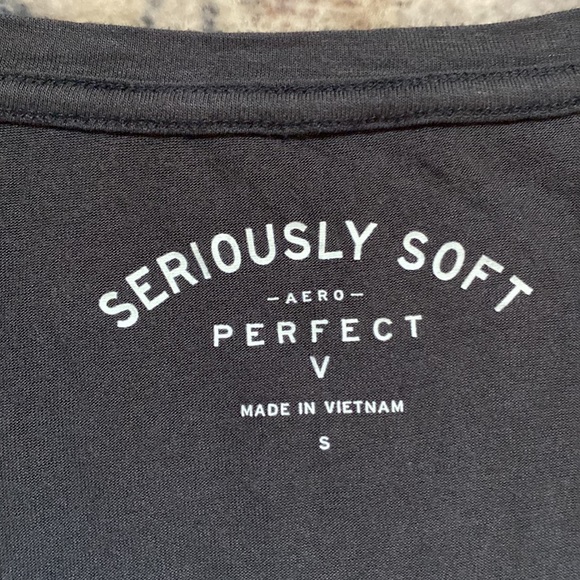 SERIOUSLY SOFT
— AERO —
PERFECT
V
MADE IN VIETNAM
S